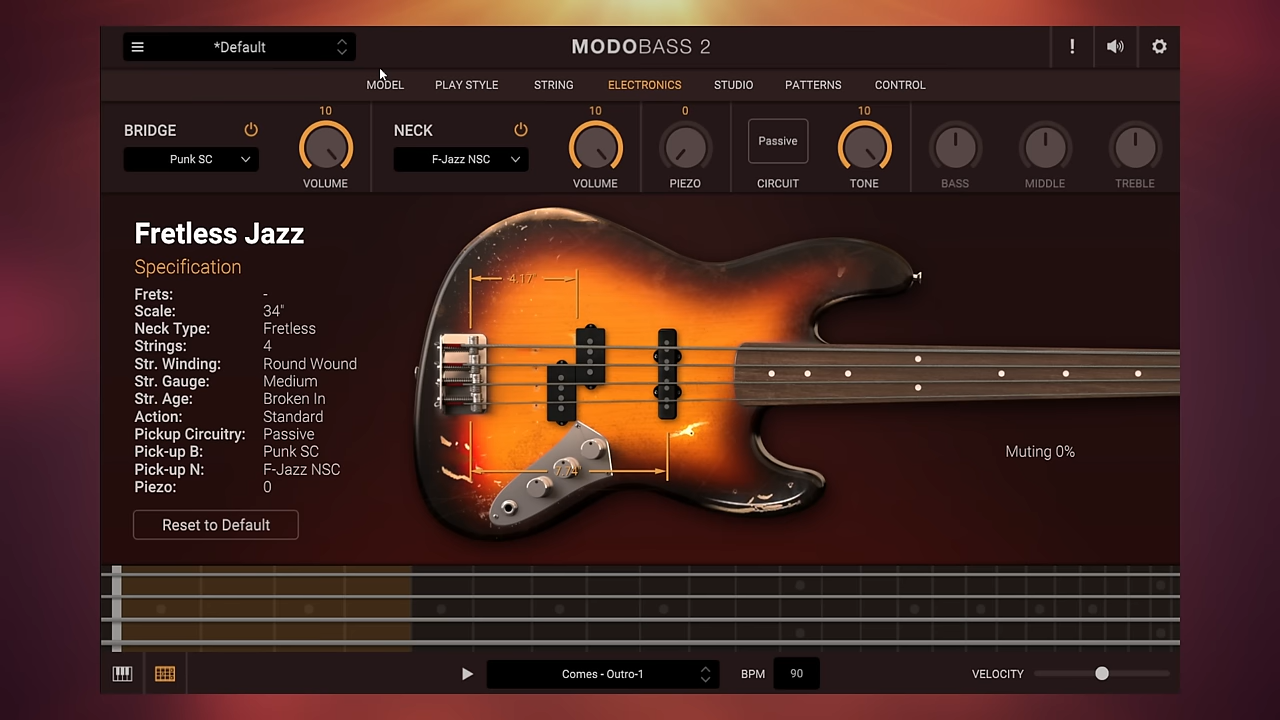 *Default
MODOBASS 2
!
MODEL PLAY STYLE STRING ELECTRONICS STUDIO PATTERNS CONTROL
10 10 0 10
BRIDGE NECK
Punk SC F-Jazz NSC Passive
VOLUME VOLUME PIEZO CIRCUIT TONE BASS MIDDLE TREBLE
Fretless Jazz
Specification
Frets: -
Scale: 34"
Neck Type: Fretless
Strings: 4
Str. Winding: Round Wound
Str. Gauge: Medium
Str. Age: Broken In
Action: Standard
Pickup Circuitry: Passive
Pick-up B: Punk SC
Pick-up N: F-Jazz NSC
Piezo: 0
Reset to Default
4.17"
Muting 0%
Comes - Outro-1
BPM 90
VELOCITY